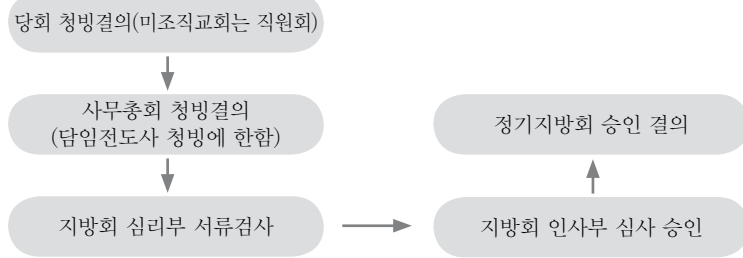 당회 청빙결의(미조직교회는 직원회)
사무총회 청빙결의
(담임전도사 청빙에 한함)
지방회 심리부 서류검사
지방회 인사부 심사 승인
정기지방회 승인 결의